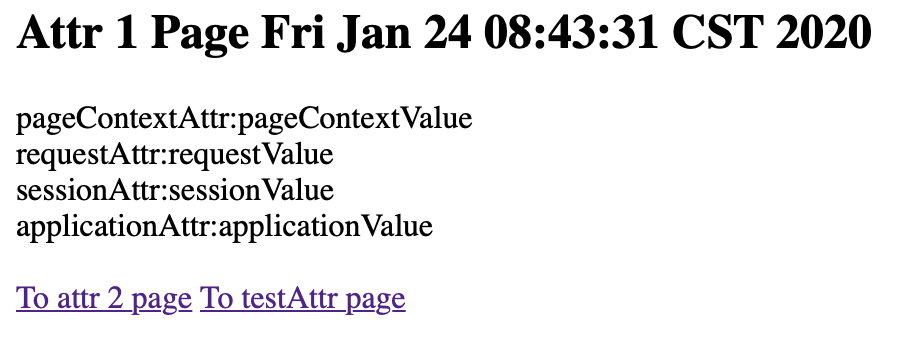 Attr 1 Page Fri Jan 24 08:43:31 CST 2020
pageContextAttr:pageContextValue
requestAttr:requestValue
sessionAttr:sessionValue
applicationAttr:applicationValue
To attr 2 page To testAttr page